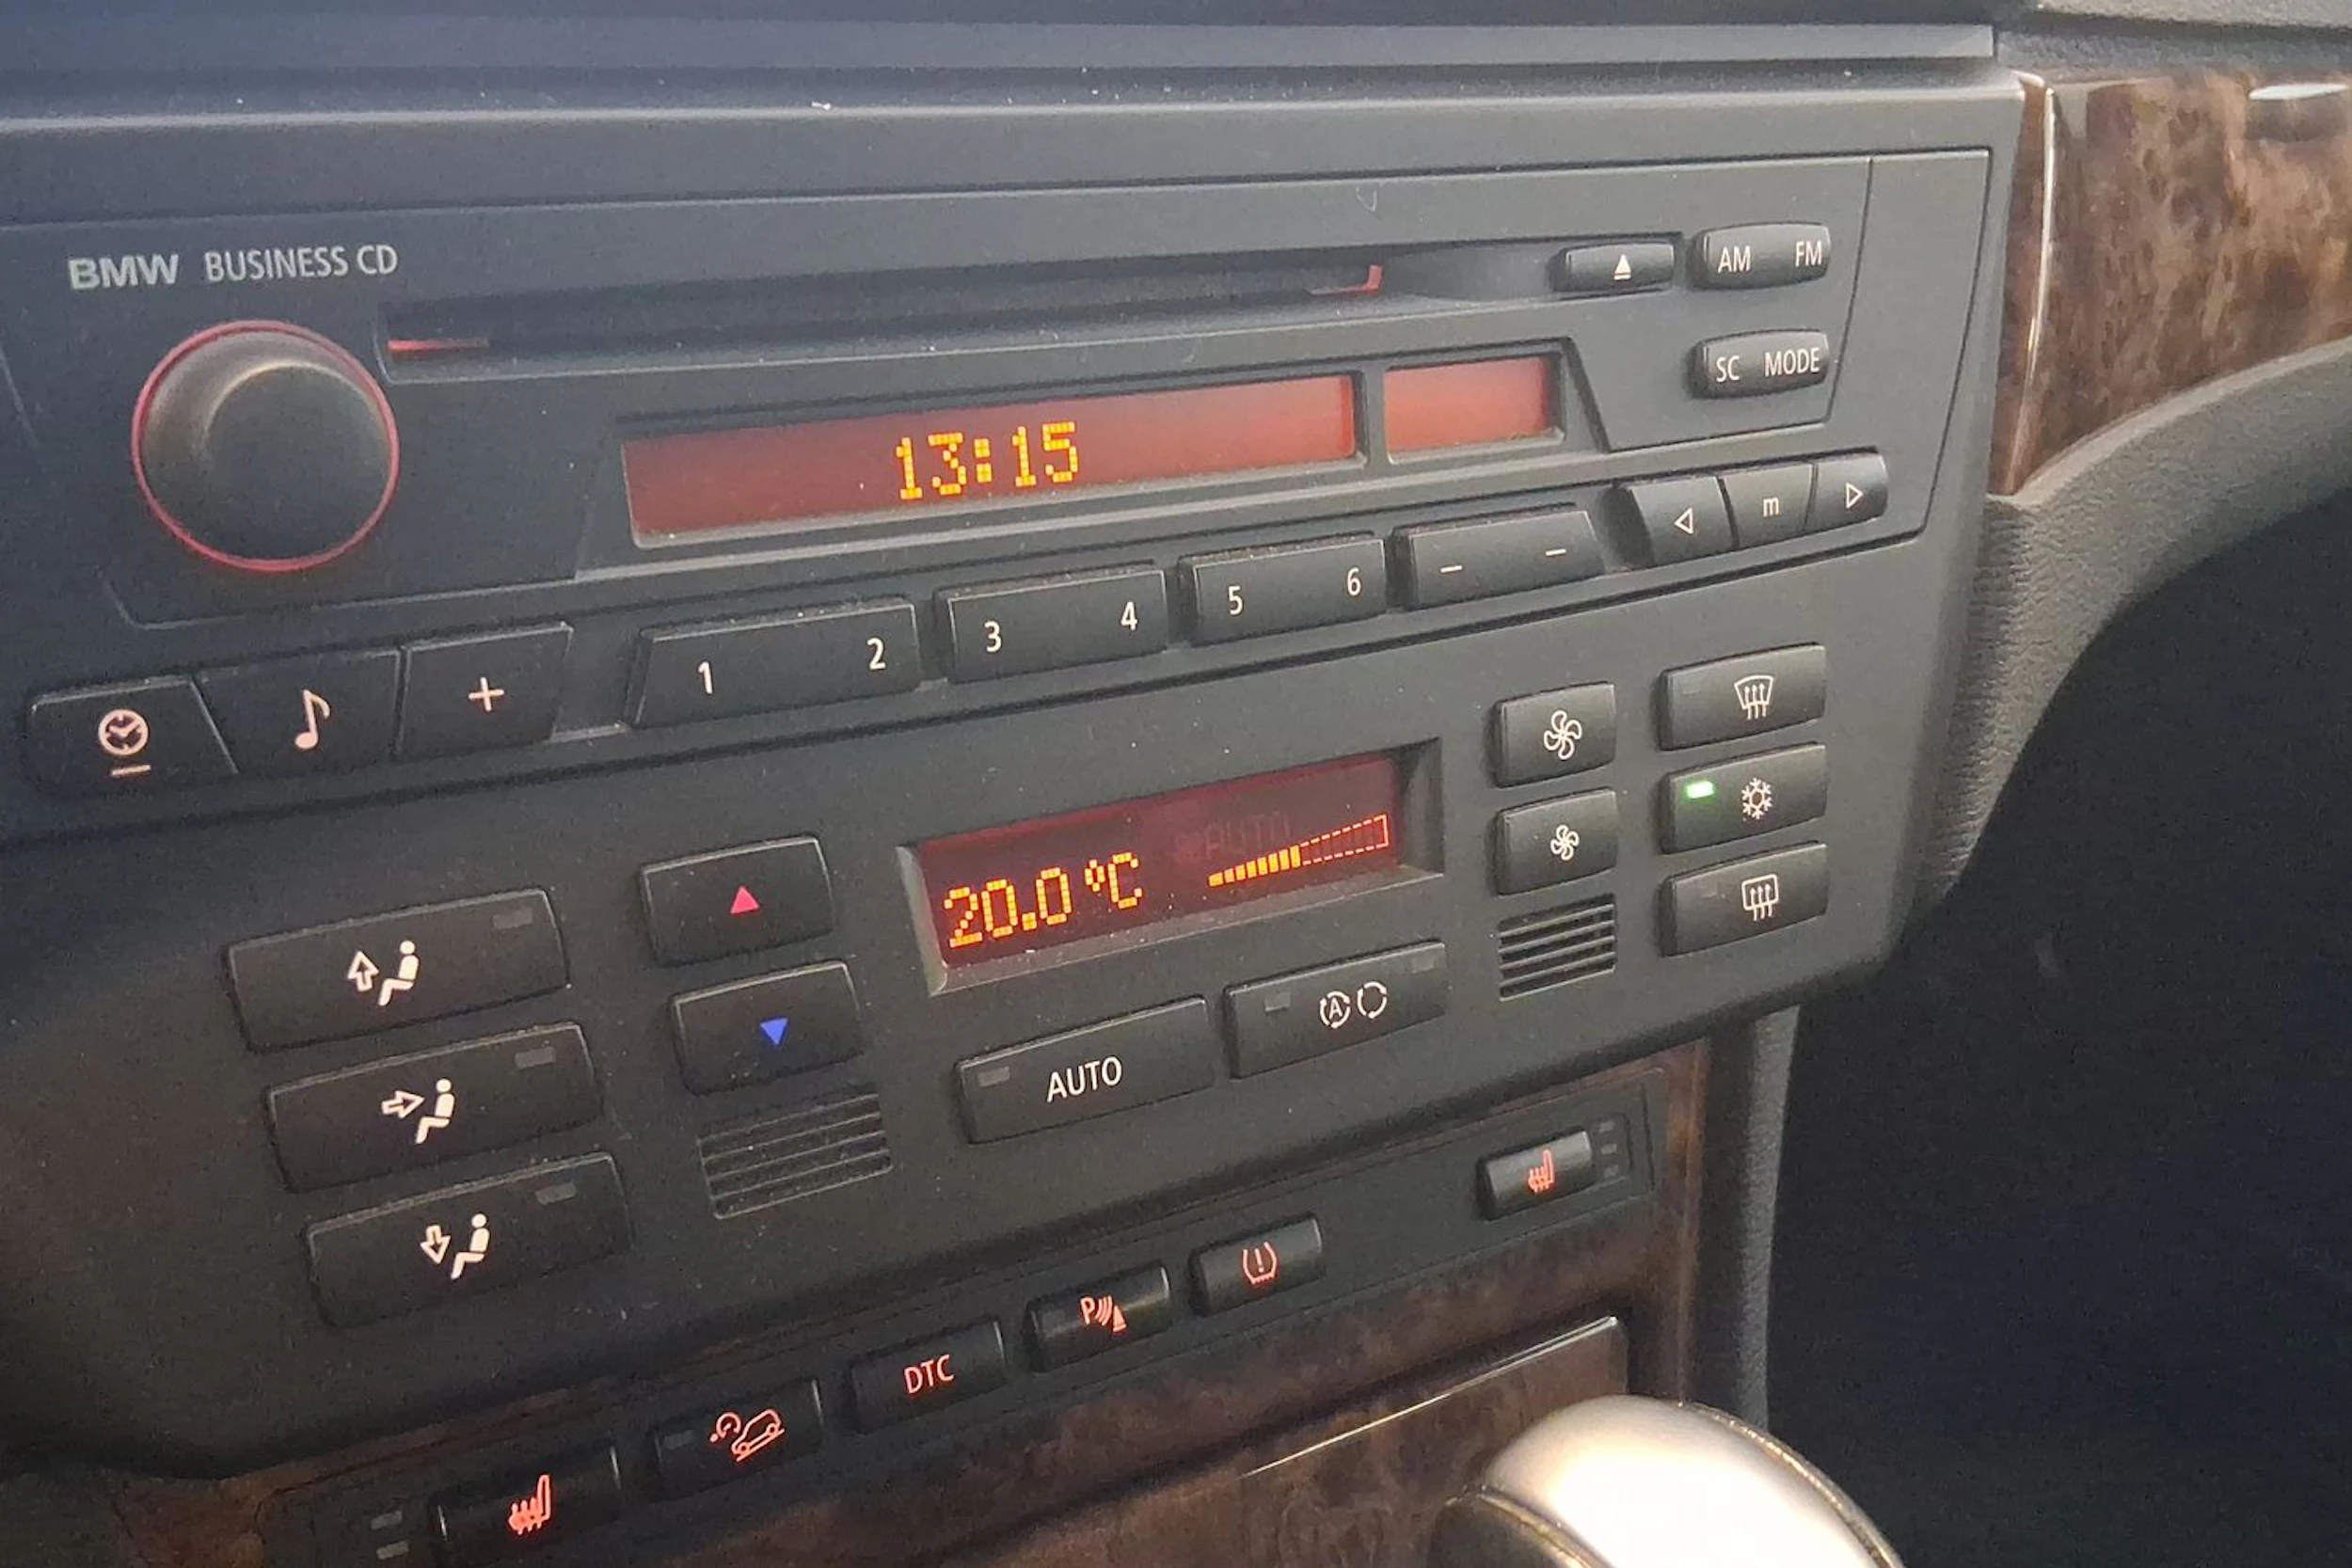 BMW BUSINESS CD
AM FM
SC MODE
13:15
m
1 2 3 4 5 6
+
20.0 °C
AUTO
A
AUTO
P
DTC